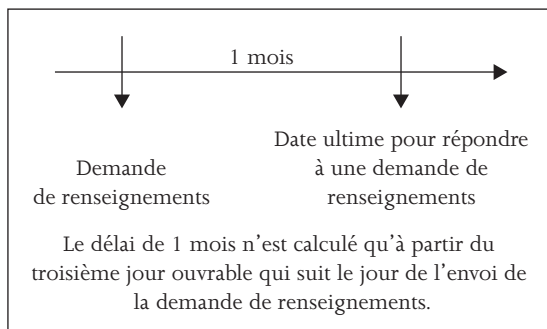 1 mois
Demande
de renseignements
Date ultime pour répondre
à une demande de
renseignements
Le délai de 1 mois n’est calculé qu’à partir du
troisième jour ouvrable qui suit le jour de l’envoi de
la demande de renseignements.